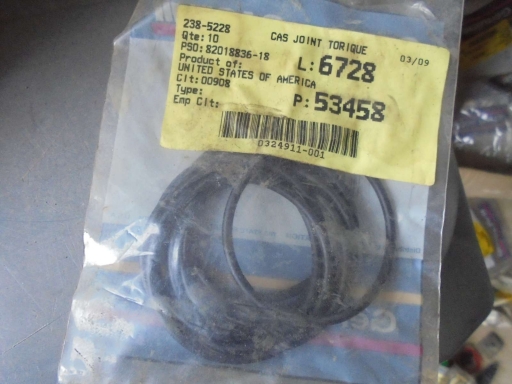 238-5228
CAS JOINT TORIQUE
Qte: 10
03/09
PSO: 82018836-18
L: 6728
Product of:
UNITED STATES OF AMERICA
Clt: 00908
P: 53458
Type:
Emp Clt:
0324911-001